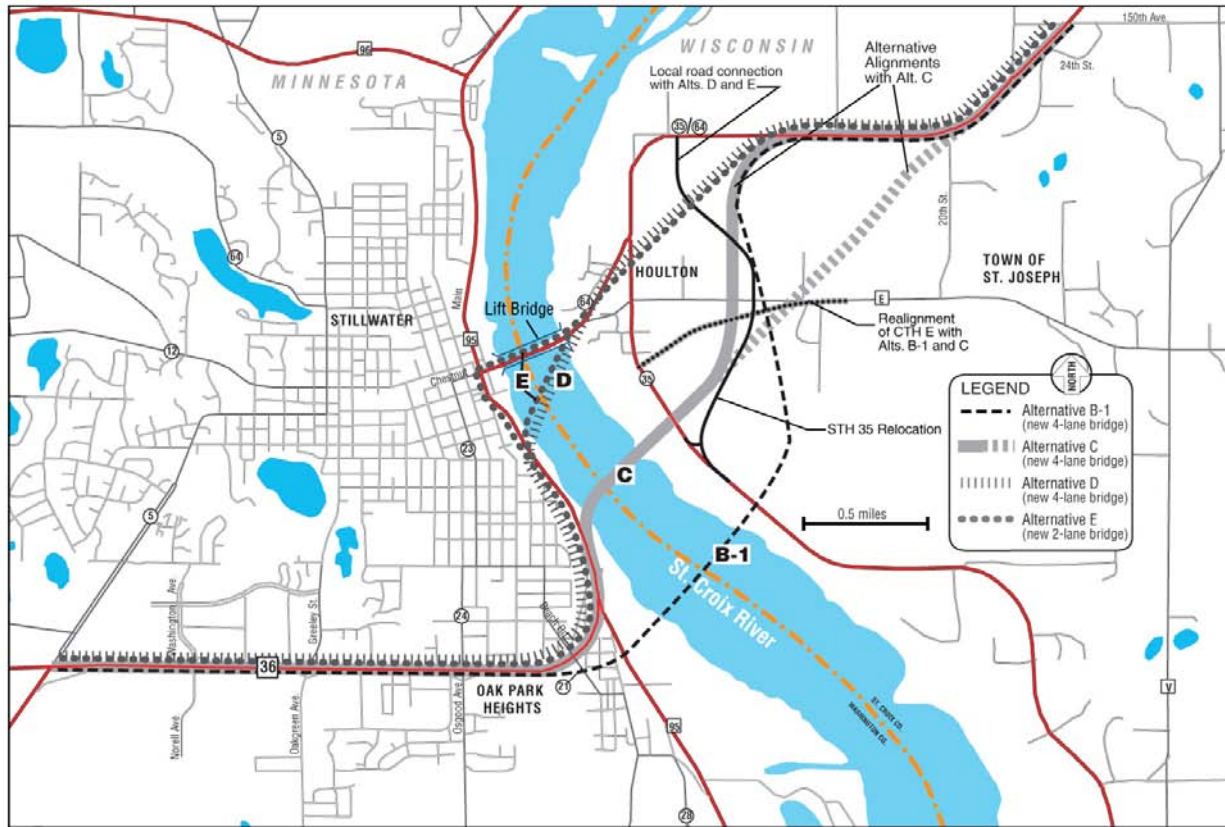 MINNESOTA
WISCONSIN
96
5
64
12
5
Local road connection
with Alts. D and E
Alternative
Alignments
with Alt. C
150th Ave
24th St.
35/64
20th St.
TOWN OF
ST. JOSEPH
HOULTON
64
E
Realignment
of CTH E with
Alts. B-1 and C
STILLWATER
Main
Lift Bridge
95
Chestnut
E
D
35
23
STH 35 Relocation
C
B-1
St. Croix River
ST. CROIX CO.
WASHINGTON CO.
0.5 miles
NORTH
LEGEND
Alternative B-1
(new 4-lane bridge)
Alternative C
(new 4-lane bridge)
Alternative D
(new 4-lane bridge)
Alternative E
(new 2-lane bridge)
Washington Ave
Greeley St.
24
36
OAK PARK
HEIGHTS
21
Norell Ave
Oakgreen Ave
Osgood Ave
95
28
V